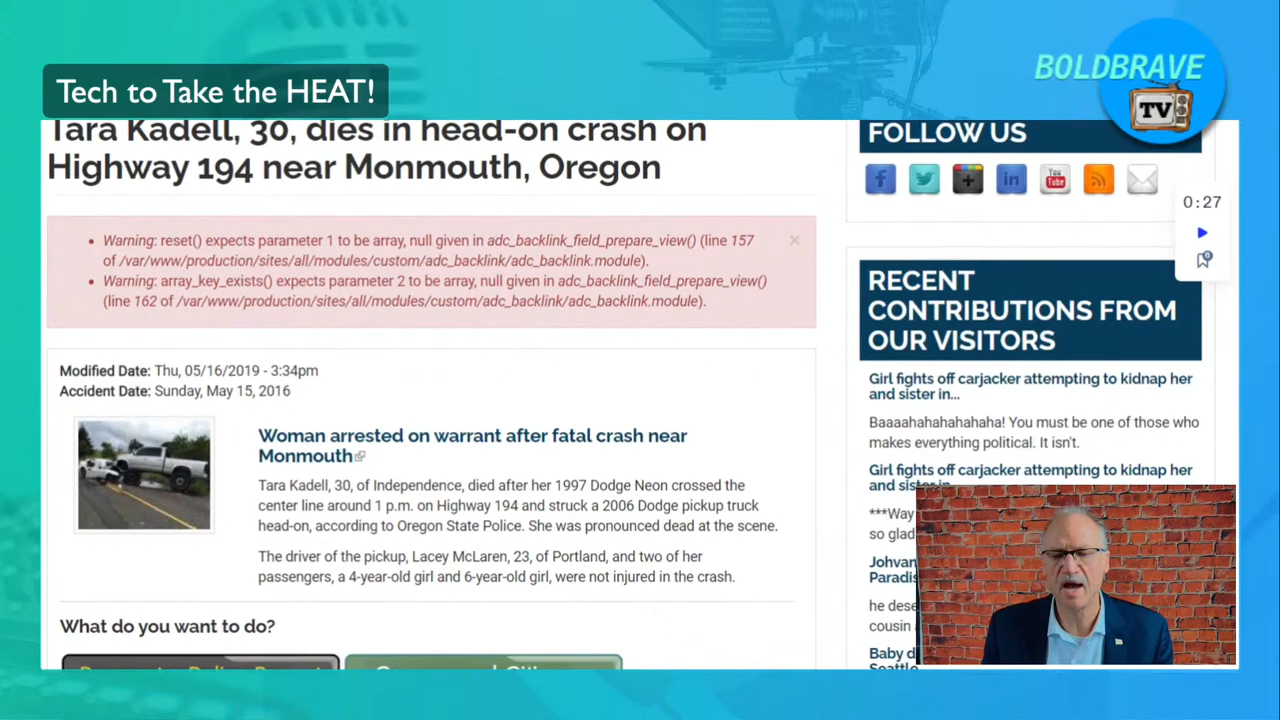 Tech to Take the HEAT!
BOLDBRAVE
TV
Tara Kadell, 30, dies in head-on crash on
Highway 194 near Monmouth, Oregon
Warning: reset() expects parameter 1 to be array, null given in adc_backlink_field_prepare_view() (line 157
of /var/www/production/sites/all/modules/custom/adc_backlink/adc_backlink.module).
Warning: array_key_exists() expects parameter 2 to be array, null given in adc_backlink_field_prepare_view()
(line 162 of /var/www/production/sites/all/modules/custom/adc_backlink/adc_backlink.module).
×
Modified Date: Thu, 05/16/2019 - 3:34pm
Accident Date: Sunday, May 15, 2016
Woman arrested on warrant after fatal crash near
Monmouth
Tara Kadell, 30, of Independence, died after her 1997 Dodge Neon crossed the
center line around 1 p.m. on Highway 194 and struck a 2006 Dodge pickup truck
head-on, according to Oregon State Police. She was pronounced dead at the scene.
The driver of the pickup, Lacey McLaren, 23, of Portland, and two of her
passengers, a 4-year-old girl and 6-year-old girl, were not injured in the crash.
What do you want to do?
FOLLOW US
You
Tube
0:27
0
RECENT
CONTRIBUTIONS FROM
OUR VISITORS
Girl fights off carjacker attempting to kidnap her
and sister in...
Baaaahahahahaha! You must be one of those who
makes everything political. It isn't.
Girl fights off carjacker attempting to kidnap her
and sister in
***Way
so glad
Johvan
Paradis
he dese
cousin
Baby d
Seattle